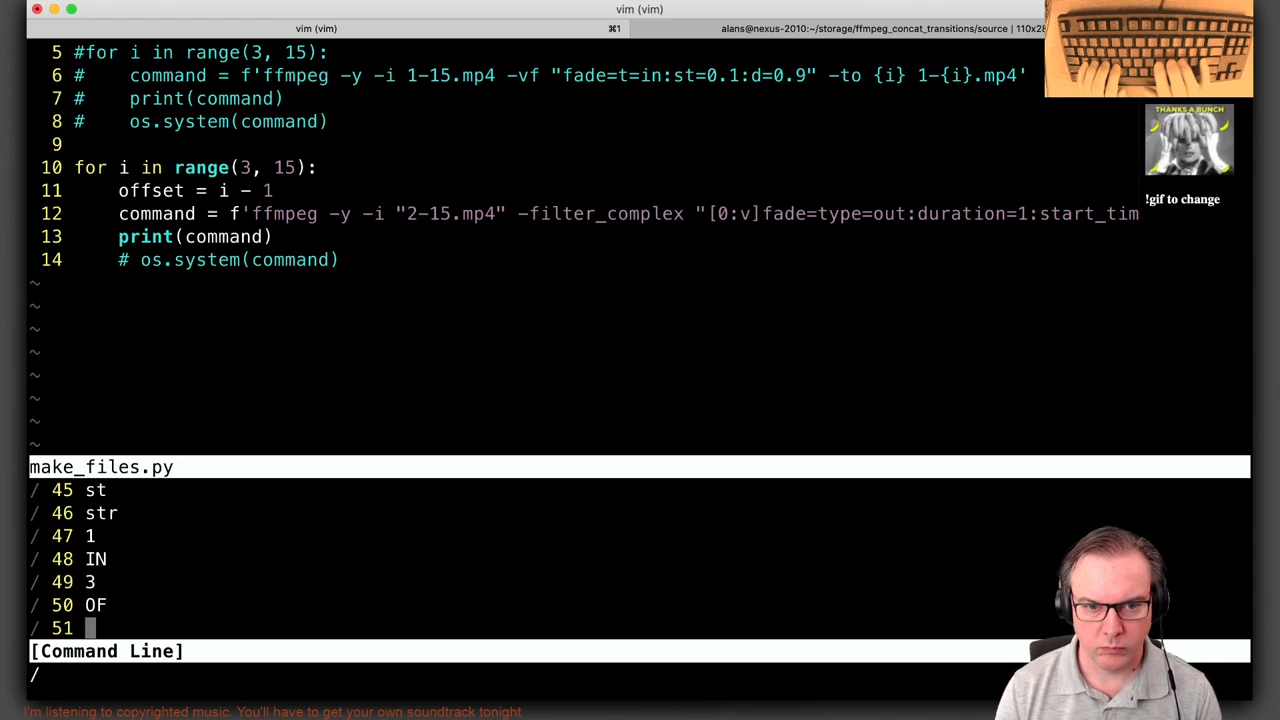 vim (vim)
vim (vim) ⌘1 alans@nexus-2010:~/storage/ffmpeg_concat_transitions/source | 110x28
5 #for i in range(3, 15):
6 #    command = f'ffmpeg -y -i 1-15.mp4 -vf "fade=t=in:st=0.1:d=0.9" -to {i} 1-{i}.mp4'
7 #    print(command)
8 #    os.system(command)
9
10 for i in range(3, 15):
11     offset = i - 1
12     command = f'ffmpeg -y -i "2-15.mp4" -filter_complex "[0:v]fade=type=out:duration=1:start_tim
13     print(command)
14     # os.system(command)
~
~
~
~
~
~
~
~
make_files.py
/ 45 st
/ 46 str
/ 47 1
/ 48 IN
/ 49 3
/ 50 OF
/ 51
[Command Line]
/
THANKS A BUNCH
!gif to change
I'm listening to copyrighted music. You'll have to get your own soundtrack tonight